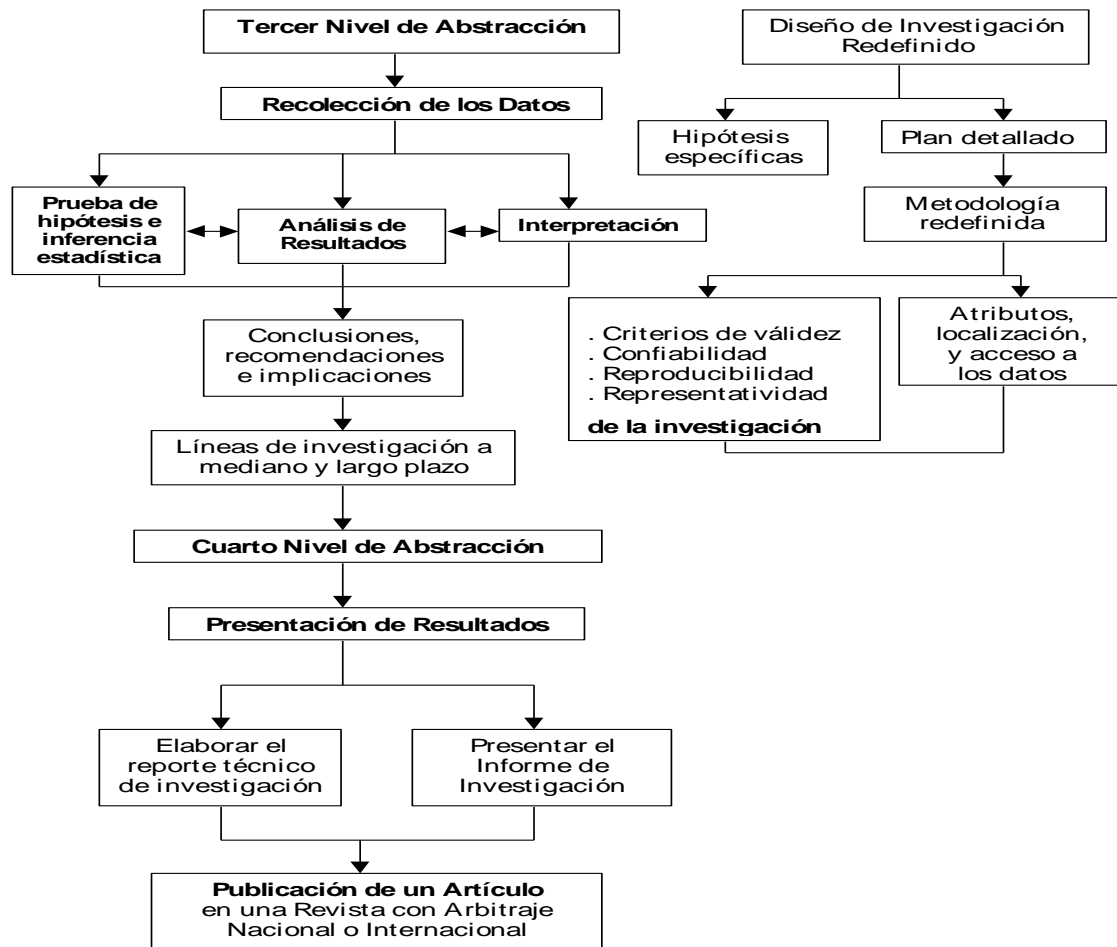 Tercer Nivel de Abstracción
Recolección de los Datos
Prueba de
hipótesis e
inferencia
estadística
Análisis de
Resultados
Interpretación
Conclusiones,
recomendaciones
e implicaciones
Líneas de investigación a
mediano y largo plazo
Cuarto Nivel de Abstracción
Presentación de Resultados
Elaborar el
reporte técnico
de investigación
Presentar el
Informe de
Investigación
Publicación de un Artículo
en una Revista con Arbitraje
Nacional o Internacional
Diseño de Investigación
Redefinido
Hipótesis
específicas
Plan detallado
Metodología
redefinida
. Criterios de válidez
. Confiabilidad
. Reproducibilidad
. Representatividad
de la investigación
Atributos,
localización,
y acceso a
los datos